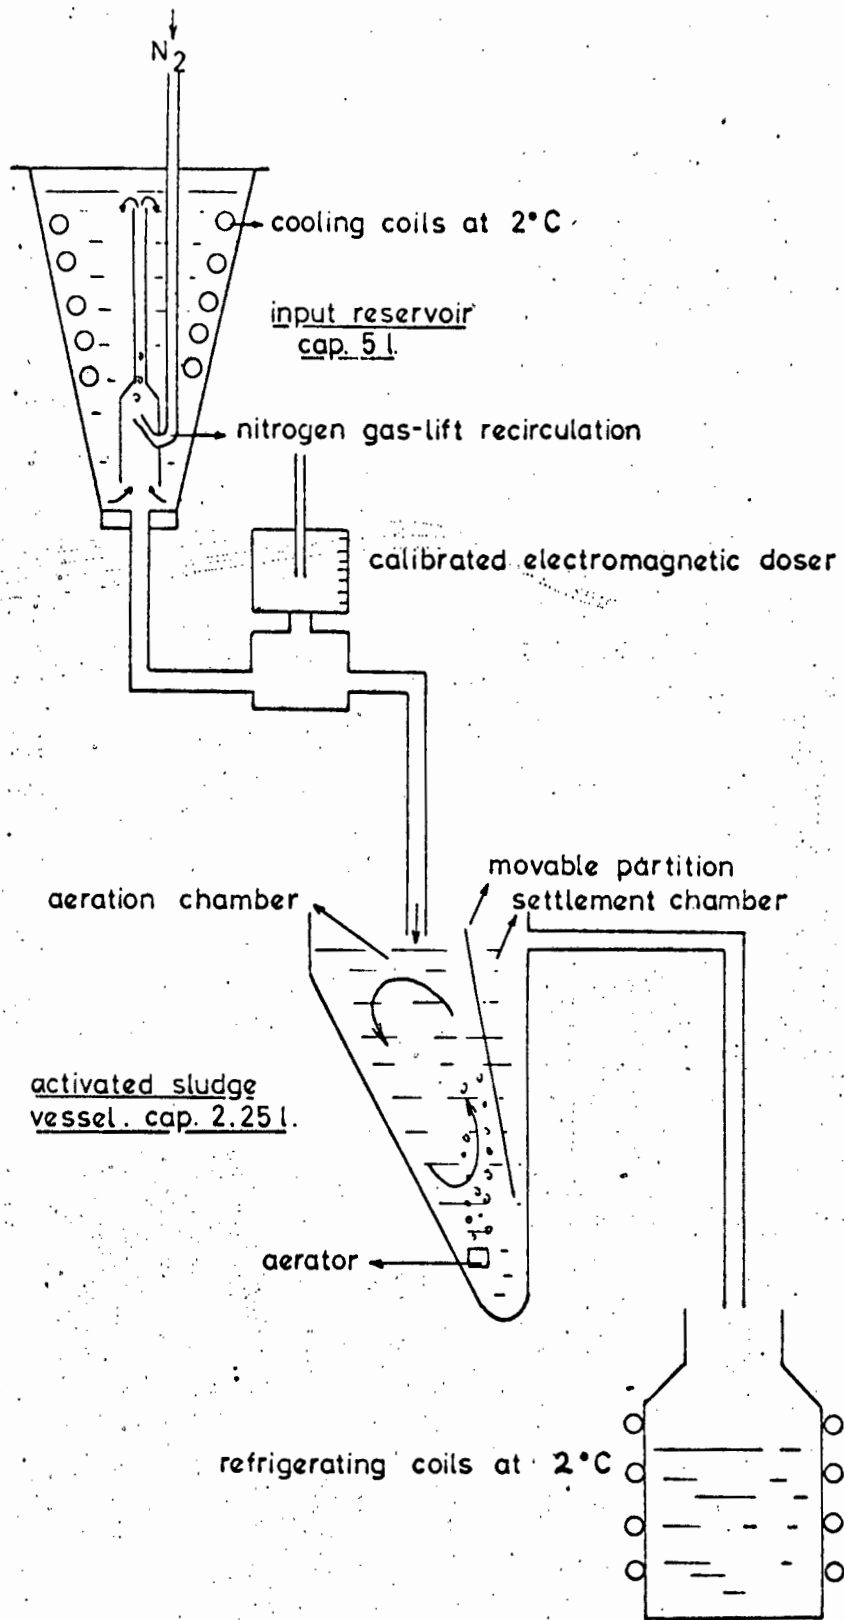 N2
cooling coils at 2°C
input reservoir
cap. 5 l.
nitrogen gas-lift recirculation
calibrated electromagnetic doser
movable partition
aeration chamber
settlement chamber
activated sludge
vessel. cap. 2.25 l.
aerator
refrigerating coils at 2°C